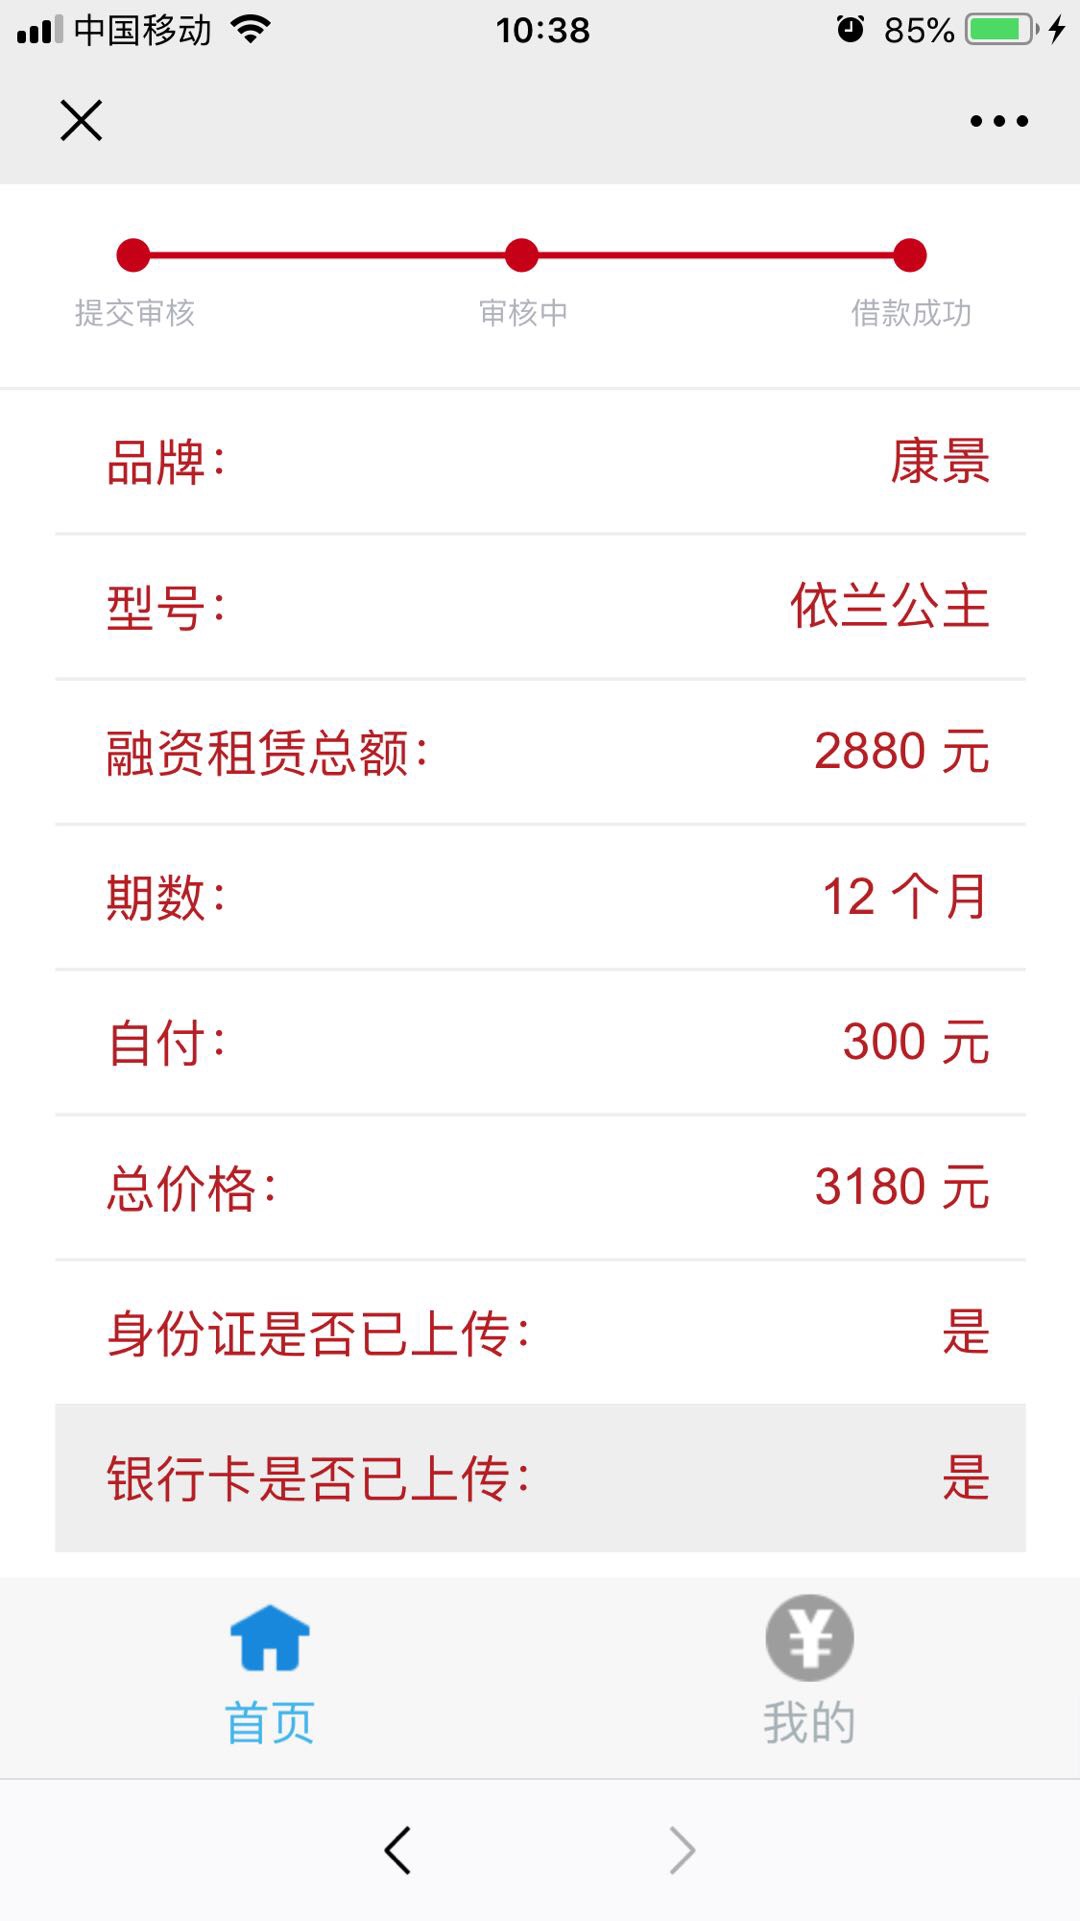 中国移动 10:38 85%
提交审核 审核中 借款成功
品牌: 康景
型号: 依兰公主
融资租赁总额: 2880 元
期数: 12 个月
自付: 300 元
总价格: 3180 元
身份证是否已上传: 是
银行卡是否已上传: 是
¥
首页 我的